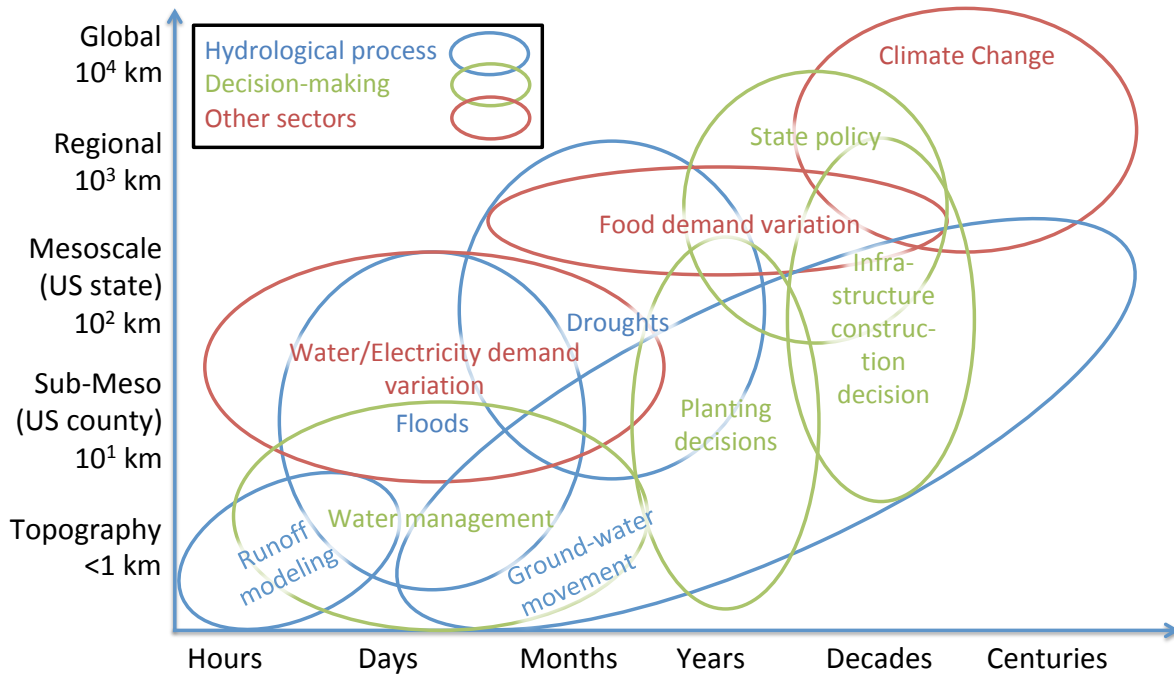 Global
10⁴ km
Regional
10³ km
Mesoscale
(US state)
10² km
Sub-Meso
(US county)
10¹ km
Topography
<1 km
Hydrological process
Decision-making
Other sectors
Climate Change
State policy
Food demand variation
Infra-
structure
construc-
tion
decision
Droughts
Water/Electricity demand
variation
Floods
Planting
decisions
Water management
Runoff
modeling
Ground-water
movement
Hours
Days
Months
Years
Decades
Centuries